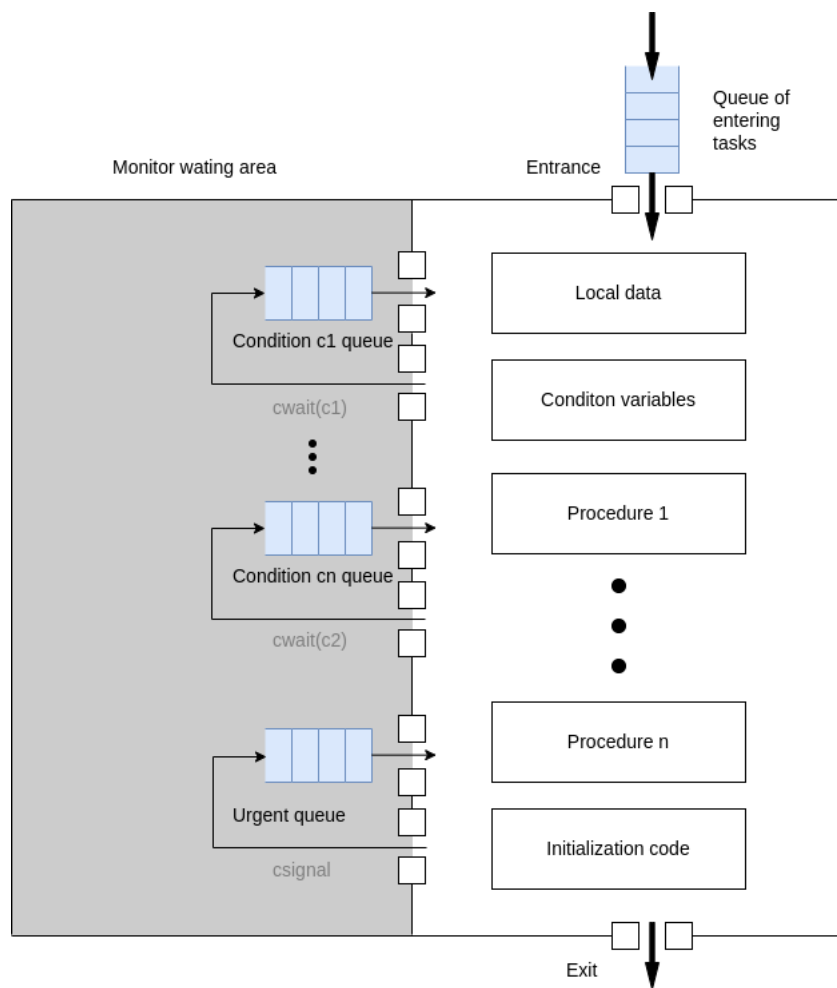 Queue of
entering
tasks
Monitor wating area
Entrance
Local data
Condition c1 queue
Conditon variables
cwait(c1)
Procedure 1
Condition cn queue
cwait(c2)
Procedure n
Urgent queue
Initialization code
csignal
Exit